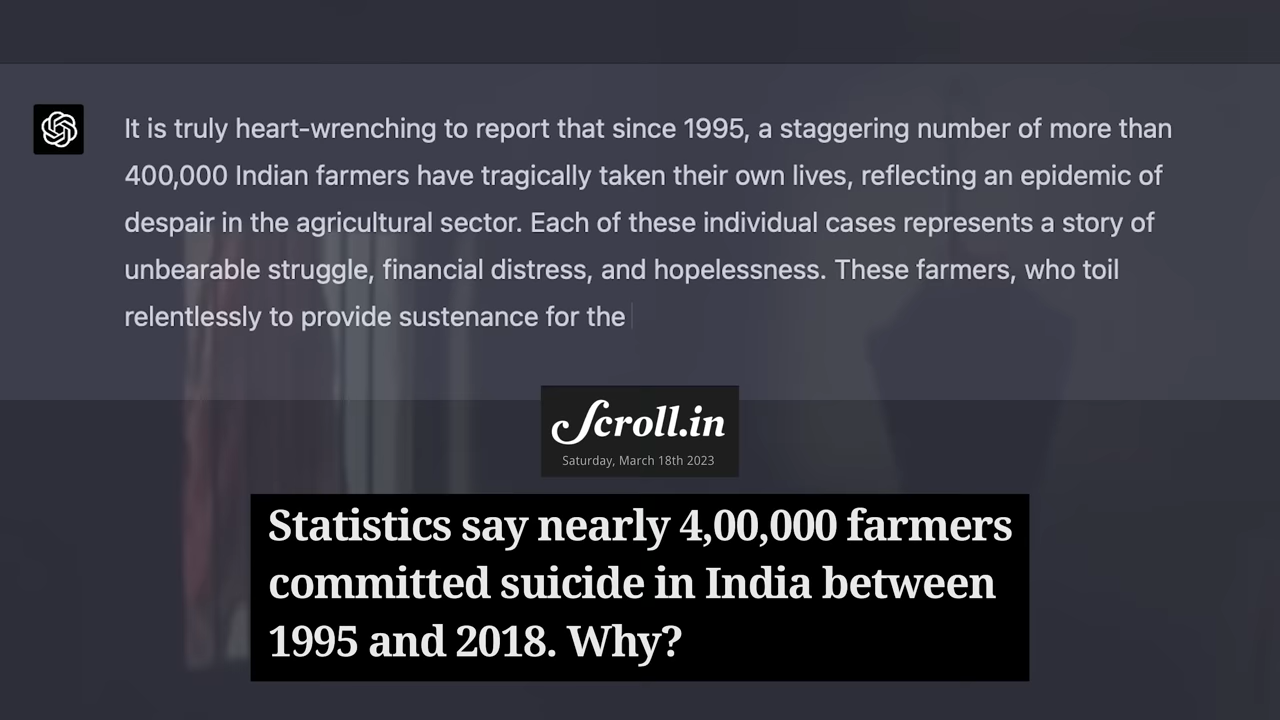 It is truly heart-wrenching to report that since 1995, a staggering number of more than
400,000 Indian farmers have tragically taken their own lives, reflecting an epidemic of
despair in the agricultural sector. Each of these individual cases represents a story of
unbearable struggle, financial distress, and hopelessness. These farmers, who toil
relentlessly to provide sustenance for the
Scroll.in
Saturday, March 18th 2023
Statistics say nearly 4,00,000 farmers
committed suicide in India between
1995 and 2018. Why?